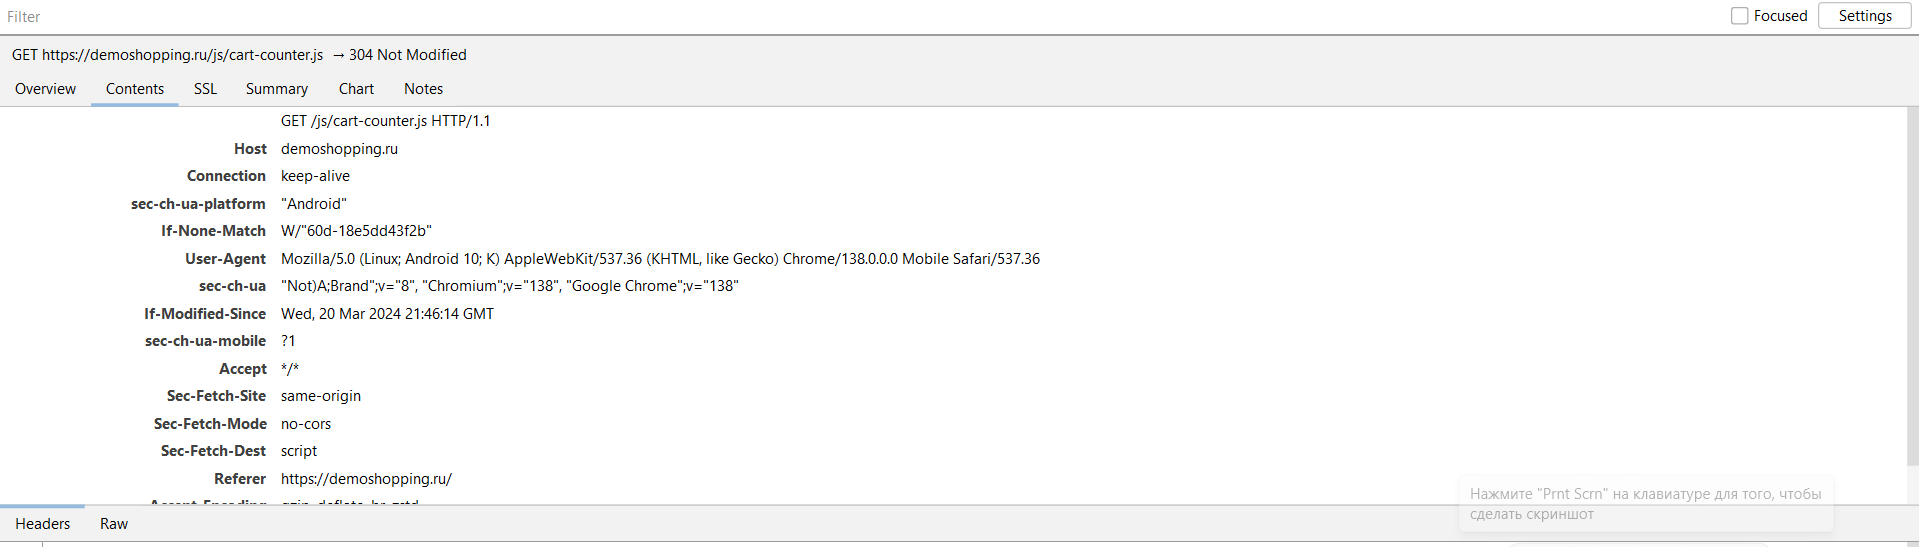 Filter
Focused Settings
GET https://demoshopping.ru/js/cart-counter.js → 304 Not Modified
Overview Contents SSL Summary Chart Notes
GET /js/cart-counter.js HTTP/1.1
Host demoshopping.ru
Connection keep-alive
sec-ch-ua-platform "Android"
If-None-Match W/"60d-18e5dd43f2b"
User-Agent Mozilla/5.0 (Linux; Android 10; K) AppleWebKit/537.36 (KHTML, like Gecko) Chrome/138.0.0.0 Mobile Safari/537.36
sec-ch-ua "Not)A;Brand";v="8", "Chromium";v="138", "Google Chrome";v="138"
If-Modified-Since Wed, 20 Mar 2024 21:46:14 GMT
sec-ch-ua-mobile ?1
Accept */*
Sec-Fetch-Site same-origin
Sec-Fetch-Mode no-cors
Sec-Fetch-Dest script
Referer https://demoshopping.ru/
Accept-Encoding gzip, deflate, br, zstd
Нажмите "Prnt Scrn" на клавиатуре для того, чтобы
сделать скриншот
Headers Raw